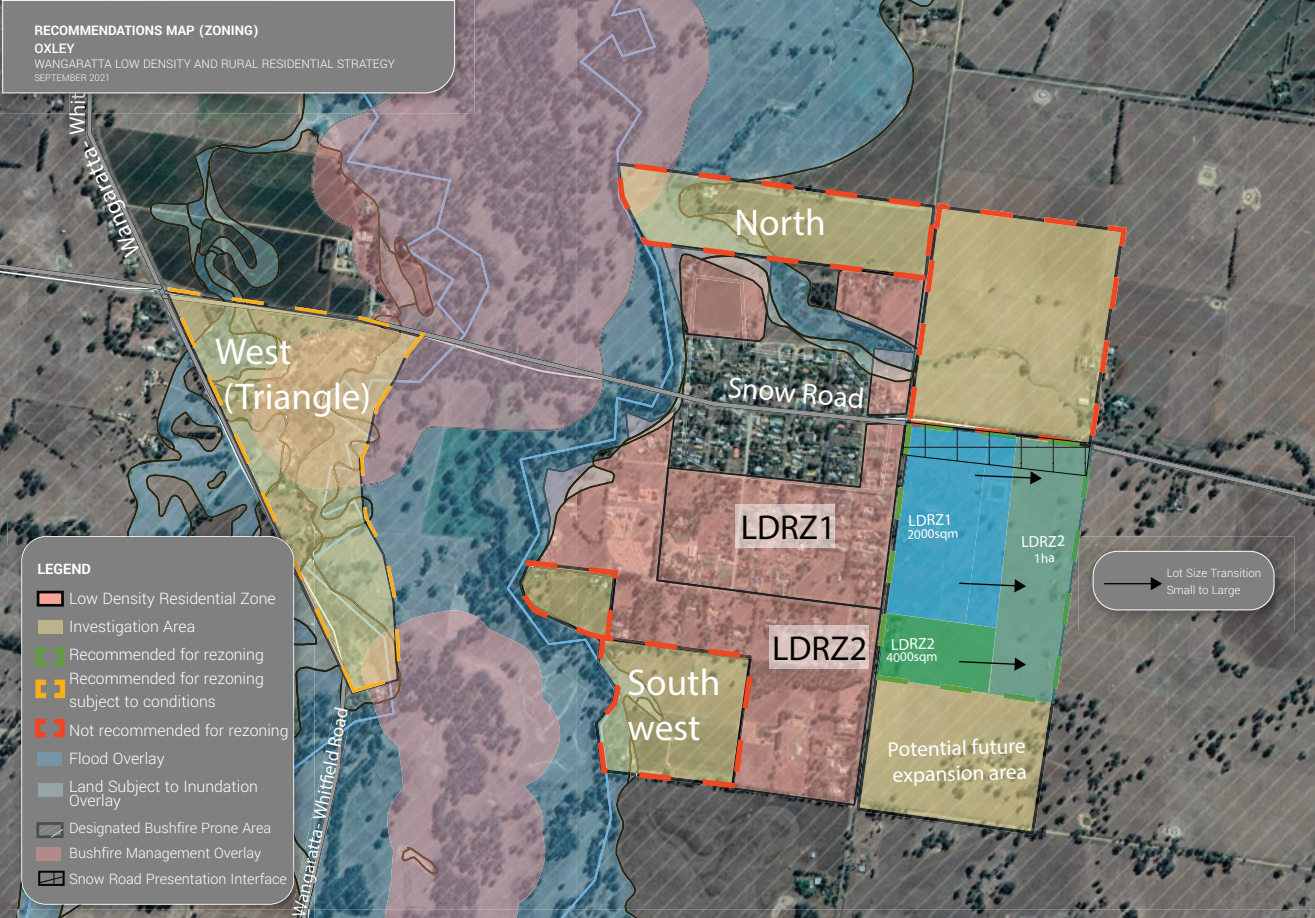 RECOMMENDATIONS MAP (ZONING)
OXLEY
WANGARATTA LOW DENSITY AND RURAL RESIDENTIAL STRATEGY
SEPTEMBER 2021
Wangaratta- Whit
North
West
(Triangle)
Snow Road
LDRZ1
LDRZ1
2000sqm
LDRZ2
1ha
Lot Size Transition
Small to Large
LDRZ2
LDRZ2
4000sqm
South
west
Potential future
expansion area
Wangaratta- Whitfield Road
LEGEND
Low Density Residential Zone
Investigation Area
Recommended for rezoning
Recommended for rezoning
subject to conditions
Not recommended for rezoning
Flood Overlay
Land Subject to Inundation
Overlay
Designated Bushfire Prone Area
Bushfire Management Overlay
Snow Road Presentation Interface